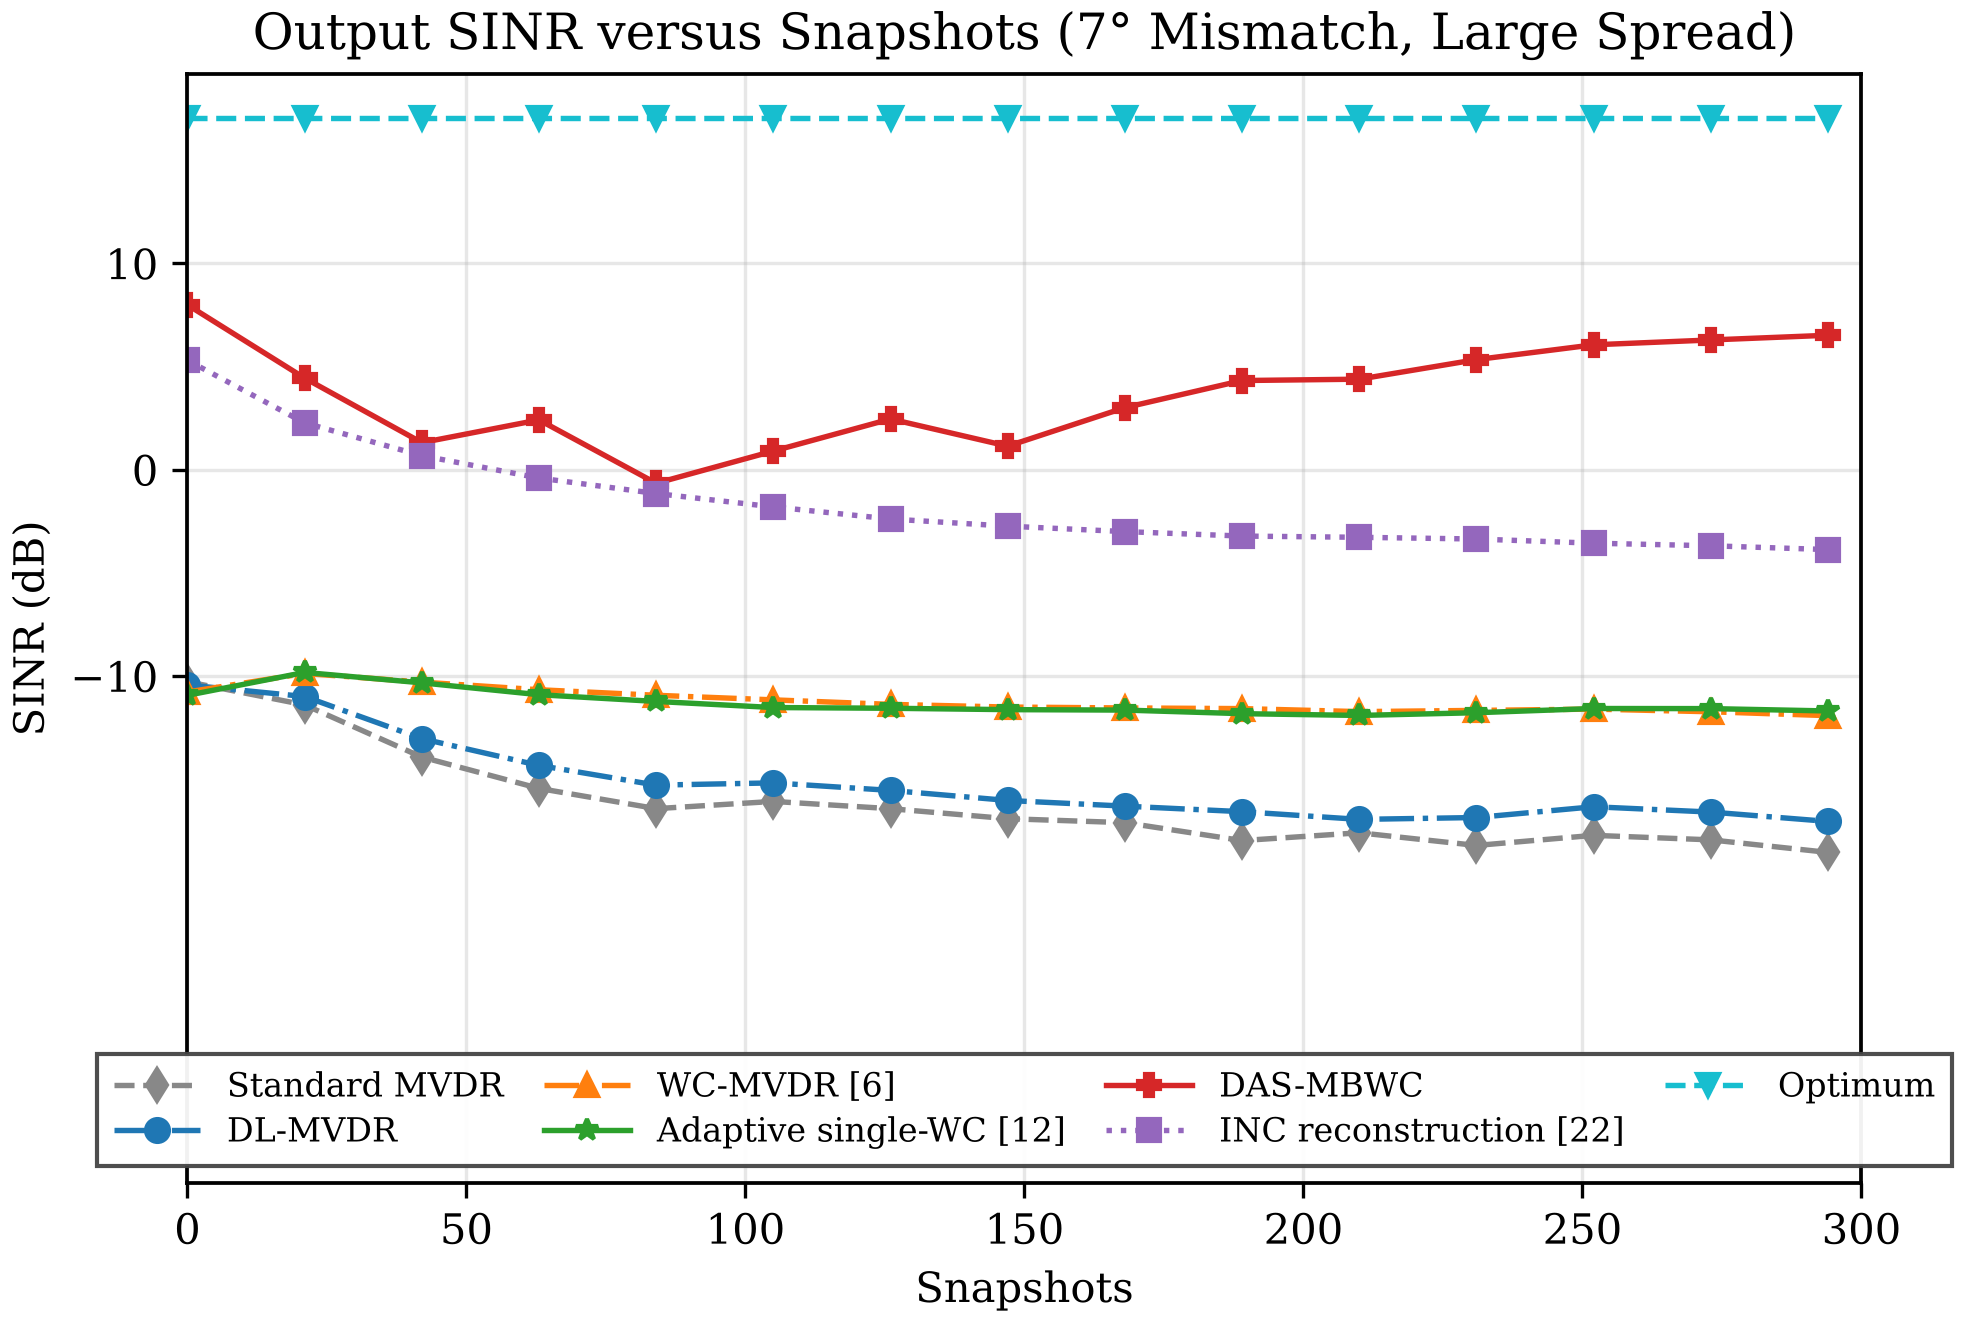 Output SINR versus Snapshots (7° Mismatch, Large Spread)
SINR (dB)
10
0
−10
Standard MVDR
DL-MVDR
WC-MVDR [6]
Adaptive single-WC [12]
DAS-MBWC
INC reconstruction [22]
Optimum
0 50 100 150 200 250 300
Snapshots